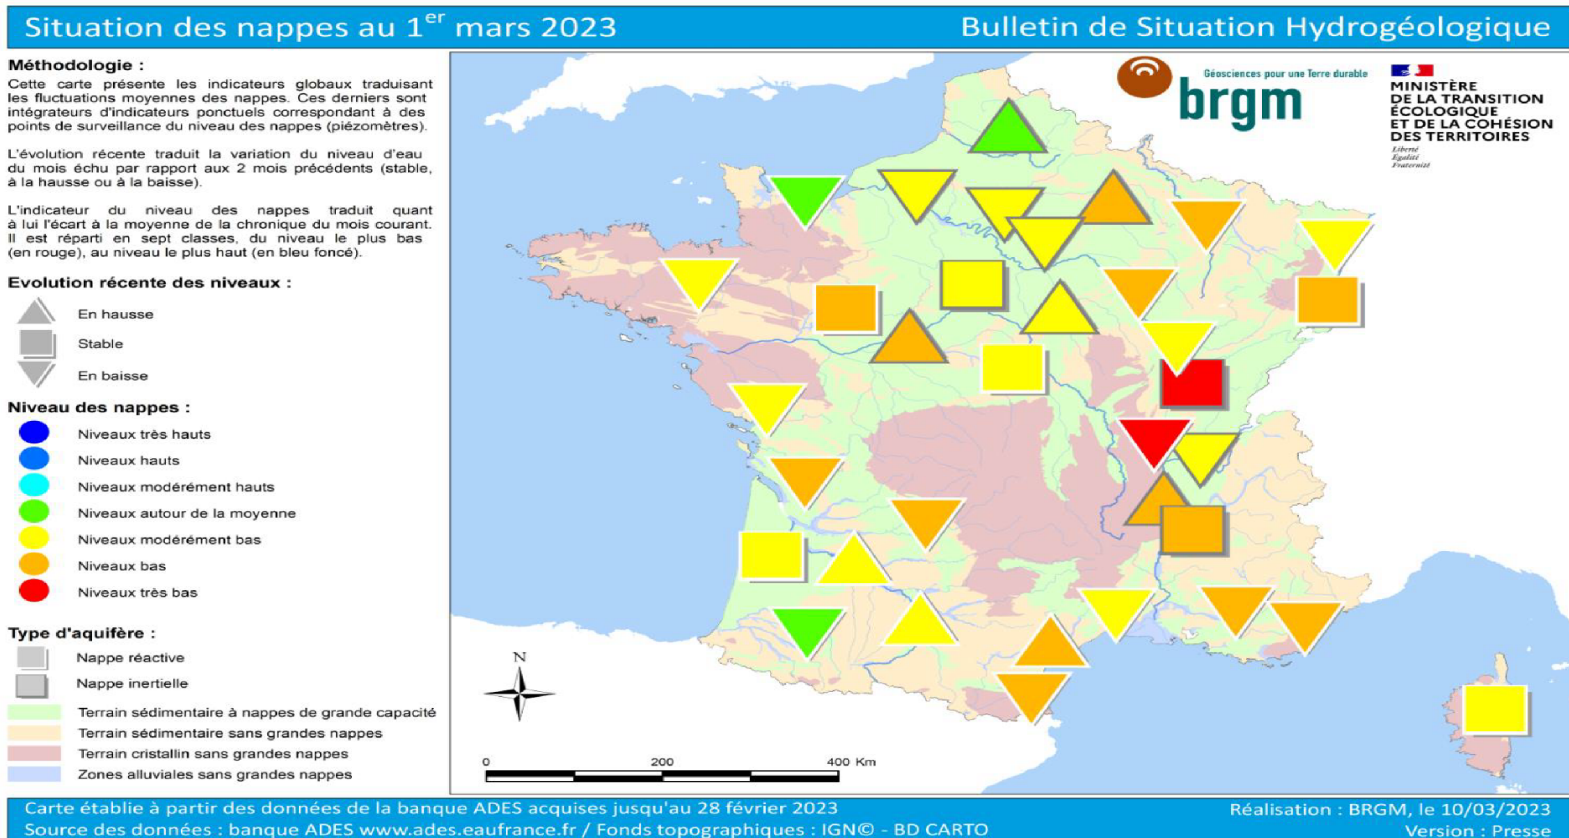 Situation des nappes au 1er mars 2023
Bulletin de Situation Hydrogéologique
Méthodologie :
Cette carte présente les indicateurs globaux traduisant
les fluctuations moyennes des nappes. Ces derniers sont
intégrateurs d'indicateurs ponctuels correspondant à des
points de surveillance du niveau des nappes (piézomètres).
L'évolution récente traduit la variation du niveau d'eau
du mois échu par rapport aux 2 mois précédents (stable,
à la hausse ou à la baisse).
L'indicateur du niveau des nappes traduit quant
à lui l'écart à la moyenne de la chronique du mois courant.
Il est réparti en sept classes, du niveau le plus bas
(en rouge), au niveau le plus haut (en bleu foncé).
Evolution récente des niveaux :
En hausse
Stable
En baisse
Niveau des nappes :
Niveaux très hauts
Niveaux hauts
Niveaux modérément hauts
Niveaux autour de la moyenne
Niveaux modérément bas
Niveaux bas
Niveaux très bas
Type d'aquifère :
Nappe réactive
Nappe inertielle
Terrain sédimentaire à nappes de grande capacité
Terrain sédimentaire sans grandes nappes
Terrain cristallin sans grandes nappes
Zones alluviales sans grandes nappes
Géosciences pour une Terre durable
brgm
MINISTÈRE
DE LA TRANSITION
ÉCOLOGIQUE
ET DE LA COHÉSION
DES TERRITOIRES
Liberté
Égalité
Fraternité
N
0 200 400 Km
Carte établie à partir des données de la banque ADES acquises jusqu'au 28 février 2023
Source des données : banque ADES www.ades.eaufrance.fr / Fonds topographiques : IGN© - BD CARTO
Réalisation : BRGM, le 10/03/2023
Version : Presse